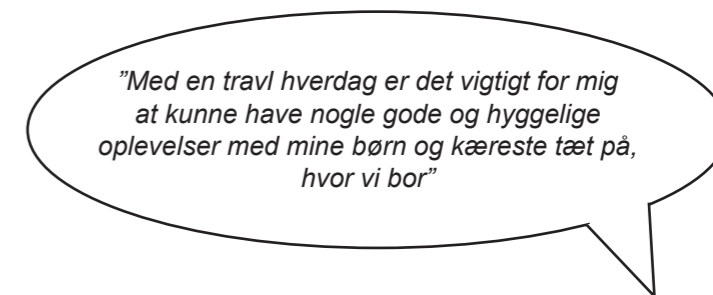 ”Med en travl hverdag er det vigtigt for mig
at kunne have nogle gode og hyggelige
oplevelser med mine børn og kæreste tæt på,
hvor vi bor”